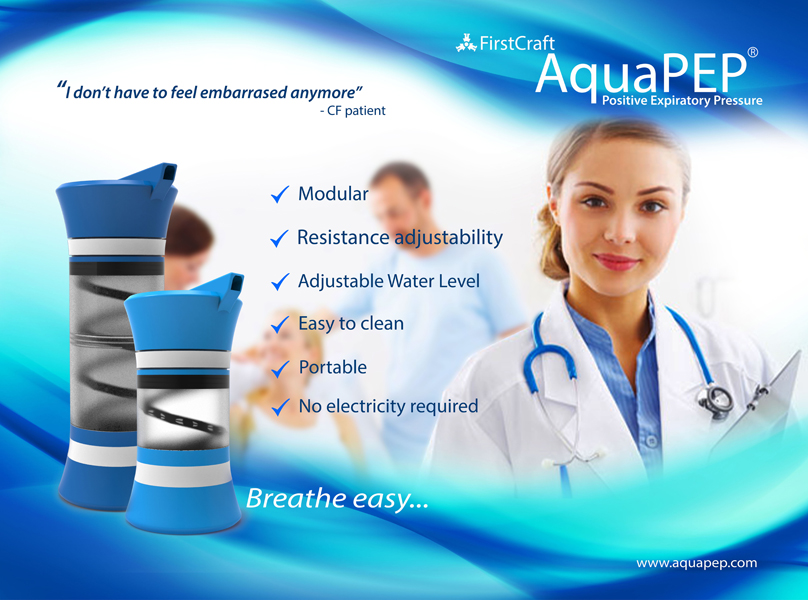 FirstCraft
AquaPEP®
Positive Expiratory Pressure
“I don’t have to feel embarrased anymore”
- CF patient
Modular
Resistance adjustability
Adjustable Water Level
Easy to clean
Portable
No electricity required
Breathe easy...
www.aquapep.com